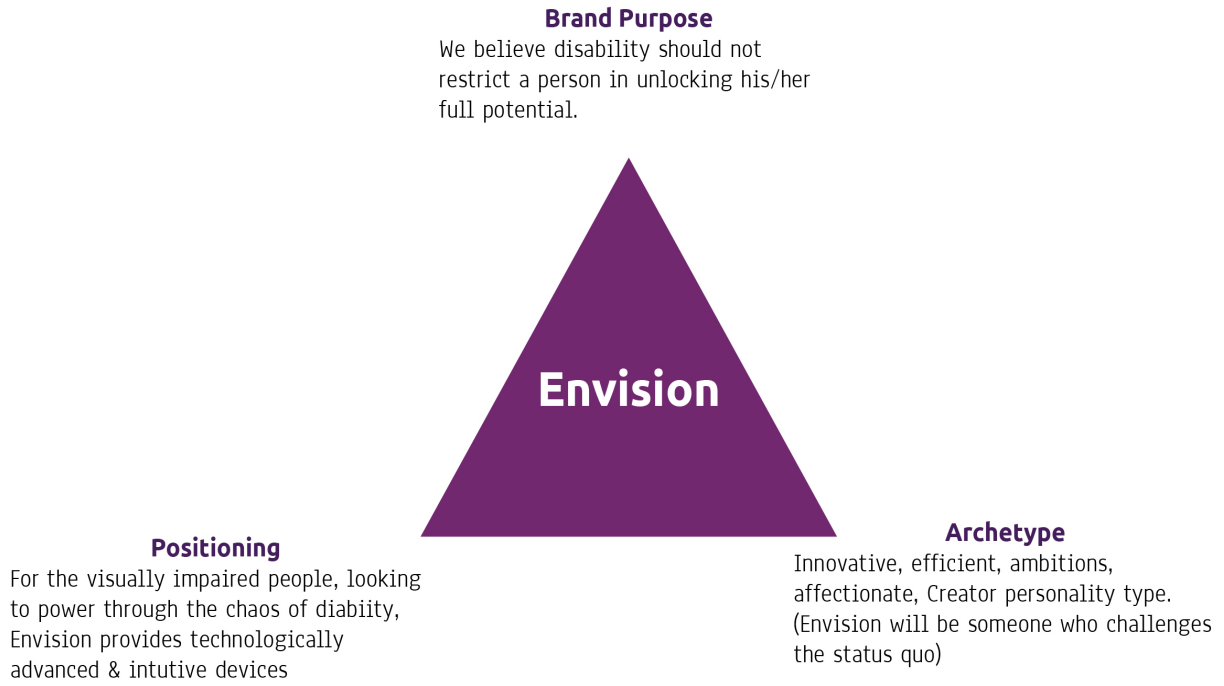 Brand Purpose
We believe disability should not
restrict a person in unlocking his/her
full potential.
Envision
Positioning
For the visually impaired people, looking
to power through the chaos of diabiity,
Envision provides technologically
advanced & intutive devices
Archetype
Innovative, efficient, ambitions,
affectionate, Creator personality type.
(Envision will be someone who challenges
the status quo)